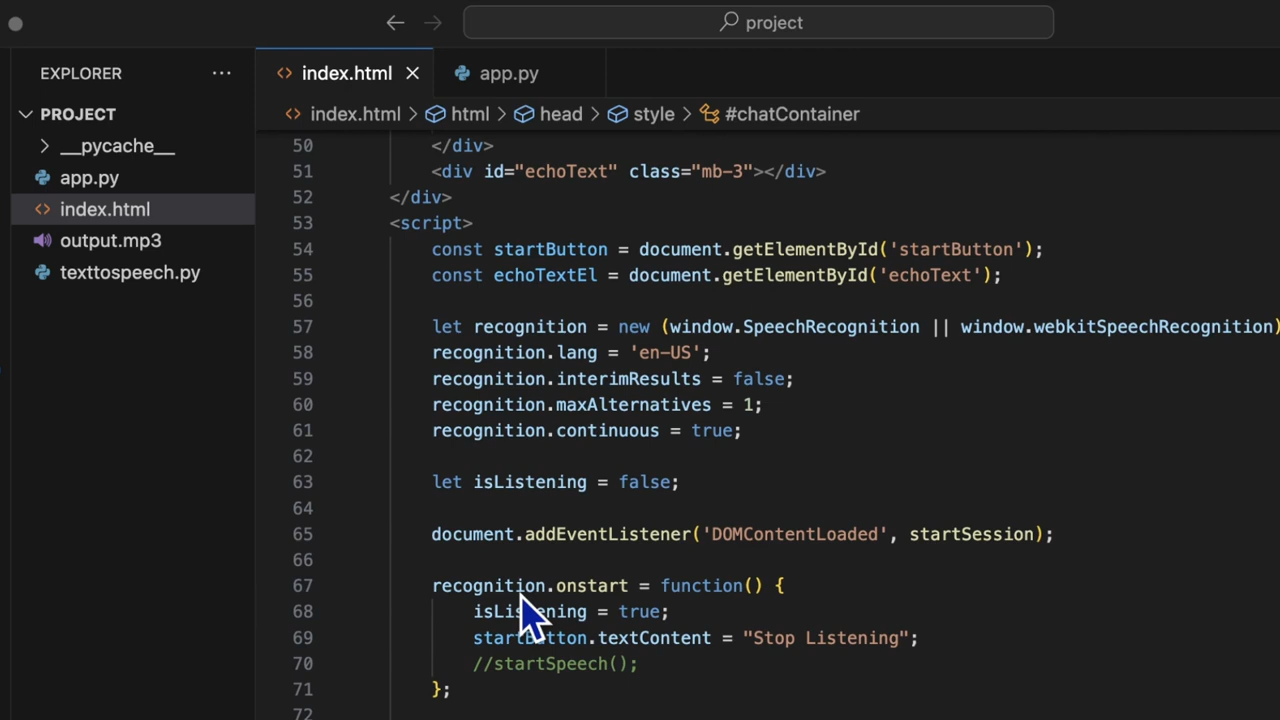 project
EXPLORER ···
index.html
app.py
PROJECT
index.html > html > head > style > #chatContainer
__pycache__
app.py
index.html
output.mp3
texttospeech.py
50 </div>
51 <div id="echoText" class="mb-3"></div>
52 </div>
53 <script>
54 const startButton = document.getElementById('startButton');
55 const echoTextEl = document.getElementById('echoText');
56
57 let recognition = new (window.SpeechRecognition || window.webkitSpeechRecognition)
58 recognition.lang = 'en-US';
59 recognition.interimResults = false;
60 recognition.maxAlternatives = 1;
61 recognition.continuous = true;
62
63 let isListening = false;
64
65 document.addEventListener('DOMContentLoaded', startSession);
66
67 recognition.onstart = function() {
68 isListening = true;
69 startButton.textContent = "Stop Listening";
70 //startSpeech();
71 };
72